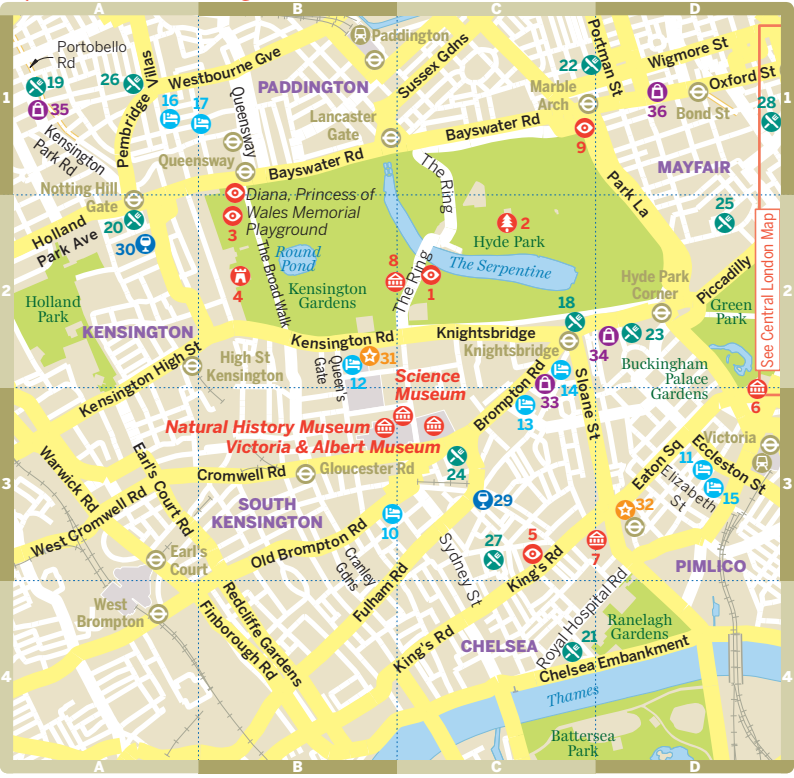 A
B
C
D
Portobello
Rd
19
35
26
Pembridge Villas
Westbourne Gve
16
17
Paddington
PADDINGTON
Sussex Gdns
22
Portman St
Wigmore St
Oxford St
Marble
Arch
36
Bond St
28
1
1
Kensington
Park Rd
Queensway
Queensway
Lancaster
Gate
Bayswater Rd
Bayswater Rd
9
MAYFAIR
Park La
Notting Hill
Gate
20
30
Holland
Park Ave
Diana, Princess of
Wales Memorial
Playground
3
The Ring
2
Hyde Park
25
Round
Pond
The Broad Walk
4
Kensington
Gardens
8
The Ring
1
The Serpentine
Hyde Park
Corner
Piccadilly
Green
Park
See Central London Map
2
2
Holland
Park
KENSINGTON
Kensington Rd
Knightsbridge
Knightsbridge
18
34
23
Kensington High St
High St
Kensington
Queen's
Gate
31
12
14
33
13
Brompton Rd
Sloane St
Buckingham
Palace
Gardens
6
Science
Museum
Natural History Museum
Victoria & Albert Museum
24
Victoria
Eccleston St
Eaton Sq
11
Elizabeth
St
15
Warwick Rd
Earl's Court Rd
Cromwell Rd
Gloucester Rd
3
3
West Cromwell Rd
SOUTH
KENSINGTON
29
32
10
Old Brompton Rd
Cranley
Gdns
Sydney St
27
5
7
King's Rd
PIMLICO
Earl's
Court
West
Brompton
Redcliffe Gardens
Finborough Rd
Fulham Rd
King's Rd
CHELSEA
Royal Hospital Rd
21
Ranelagh
Gardens
Chelsea Embankment
Thames
4
4
Battersea
Park
A
B
C
D